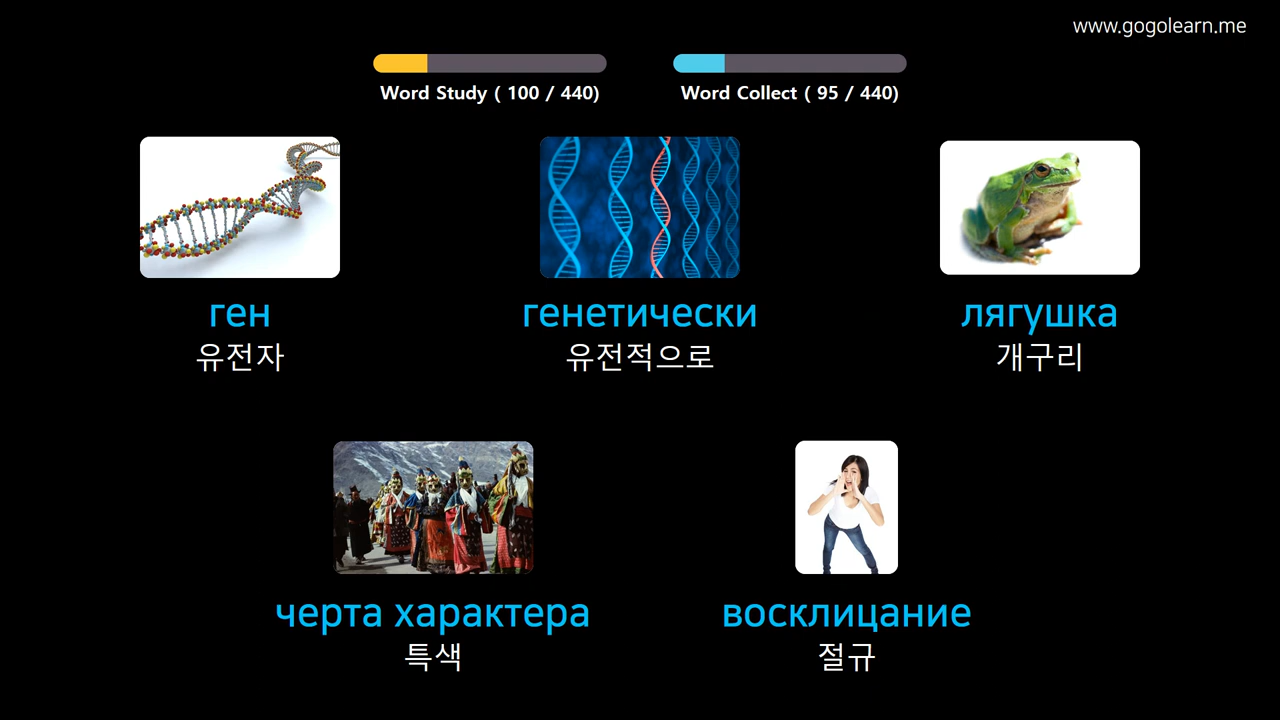 www.gogolearn.me
Word Study ( 100 / 440)
Word Collect ( 95 / 440)
ген
유전자
генетически
유전적으로
лягушка
개구리
черта характера
특색
восклицание
절규